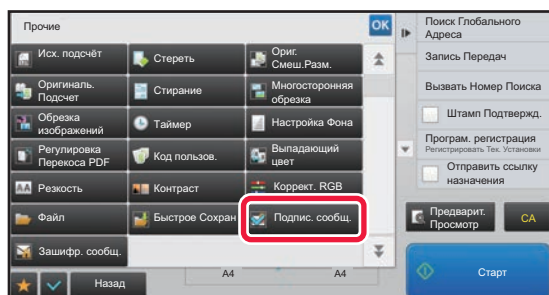 Прочие
OK
Исх. подсчёт
Стереть
Ориг.
Смеш.Разм.
Оригиналь.
Подсчет
Стирание
Многосторонняя
обрезка
Обрезка
изображений
Таймер
Настройка Фона
Регулировка
Перекоса PDF
Код пользов.
Выпадающий
цвет
AA Резкость
Контраст
Коррект. RGB
Файл
Быстрое Сохран
Подпис. сообщ.
Зашифр. сообщ.
Назад
A4
A4
Поиск Глобального
Адреса
Запись Передач
Вызвать Номер Поиска
Штамп Подтвержд.
Програм. регистрация
Регистрировать Тек. Установки
Отправить ссылку
назначения
Предварит.
Просмотр
CA
Старт